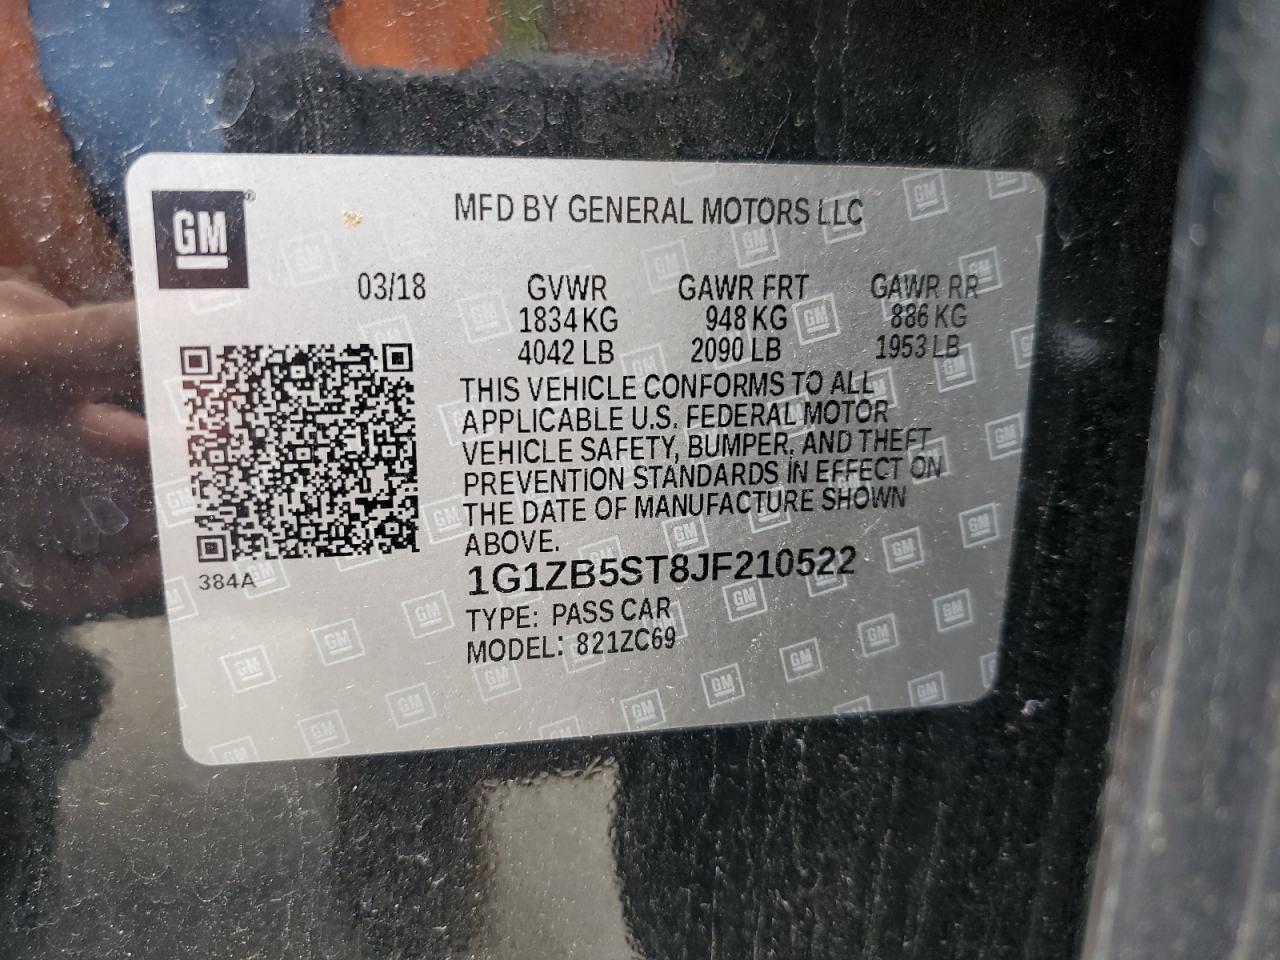 GM
MFD BY GENERAL MOTORS LLC
03/18 GVWR GAWR FRT GAWR RR
1834 KG 948 KG 886 KG
4042 LB 2090 LB 1953 LB
THIS VEHICLE CONFORMS TO ALL
APPLICABLE U.S. FEDERAL MOTOR
VEHICLE SAFETY, BUMPER, AND THEFT
PREVENTION STANDARDS IN EFFECT ON
THE DATE OF MANUFACTURE SHOWN
ABOVE.
384A
1G1ZB5ST8JF210522
TYPE: PASS CAR
MODEL: 821ZC69